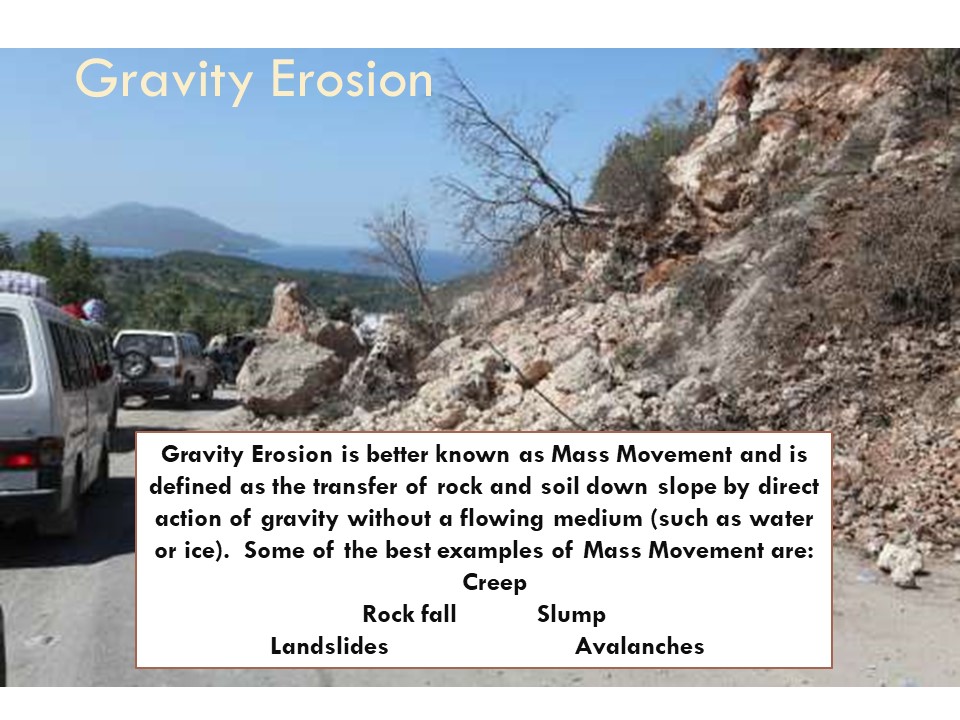 Gravity Erosion
Gravity Erosion is better known as Mass Movement and is
defined as the transfer of rock and soil down slope by direct
action of gravity without a flowing medium (such as water
or ice). Some of the best examples of Mass Movement are:
Creep
Rock fall Slump
Landslides Avalanches